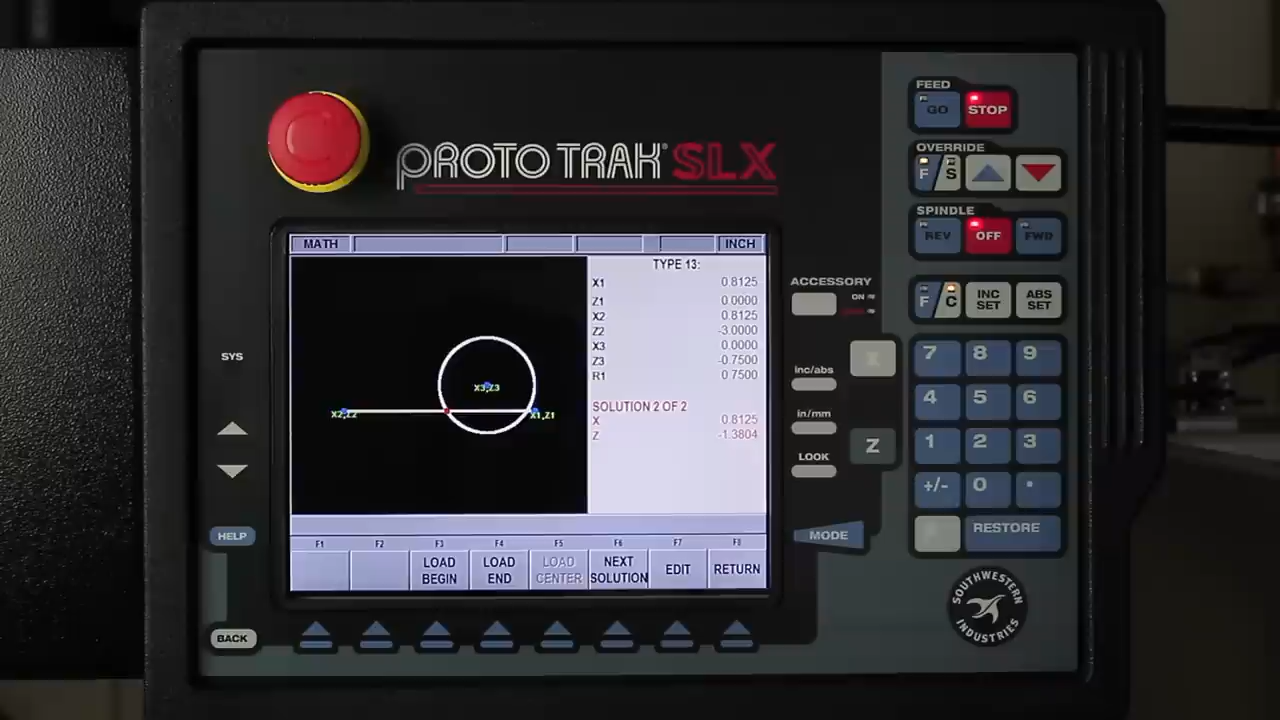 FEED
GO STOP
PROTO TRAK® SLX
OVERRIDE
F/S
SPINDLE
REV OFF FWD
MATH INCH
TYPE 13:
X1 0.8125
Z1 0.0000
X2 0.8125
Z2 -3.0000
X3 0.0000
Z3 -0.7500
R1 0.7500
SOLUTION 2 OF 2
X 0.8125
Z -1.3804
X3,Z3
X2,Z2 X1,Z1
F1 F2 F3 F4 F5 F6 F7 F8
LOAD BEGIN
LOAD END
LOAD CENTER
NEXT SOLUTION
EDIT
RETURN
SYS
HELP
BACK
ACCESSORY
ON
inc/abs
in/mm
LOOK
Z
MODE
F/C
INC SET
ABS SET
7 8 9
4 5 6
1 2 3
+/- 0 .
RESTORE
SOUTHWESTERN
INDUSTRIES